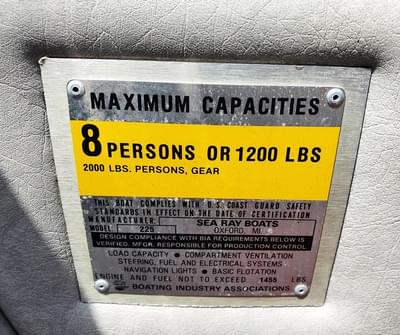 MAXIMUM CAPACITIES
8 PERSONS OR 1200 LBS
2000 LBS. PERSONS, GEAR
THIS BOAT COMPLIES WITH U.S. COAST GUARD SAFETY
STANDARDS IN EFFECT ON THE DATE OF CERTIFICATION
MANUFACTURER: SEA RAY BOATS
MODEL: 225 OXFORD, MI
DESIGN COMPLIANCE WITH BIA REQUIREMENTS BELOW IS
VERIFIED. MFGR. RESPONSIBLE FOR PRODUCTION CONTROL
LOAD CAPACITY • COMPARTMENT VENTILATION
STEERING, FUEL AND ELECTRICAL SYSTEMS
NAVIGATION LIGHTS • BASIC FLOTATION
ENGINE AND FUEL NOT TO EXCEED 1455 LBS
BOATING INDUSTRY ASSOCIATIONS